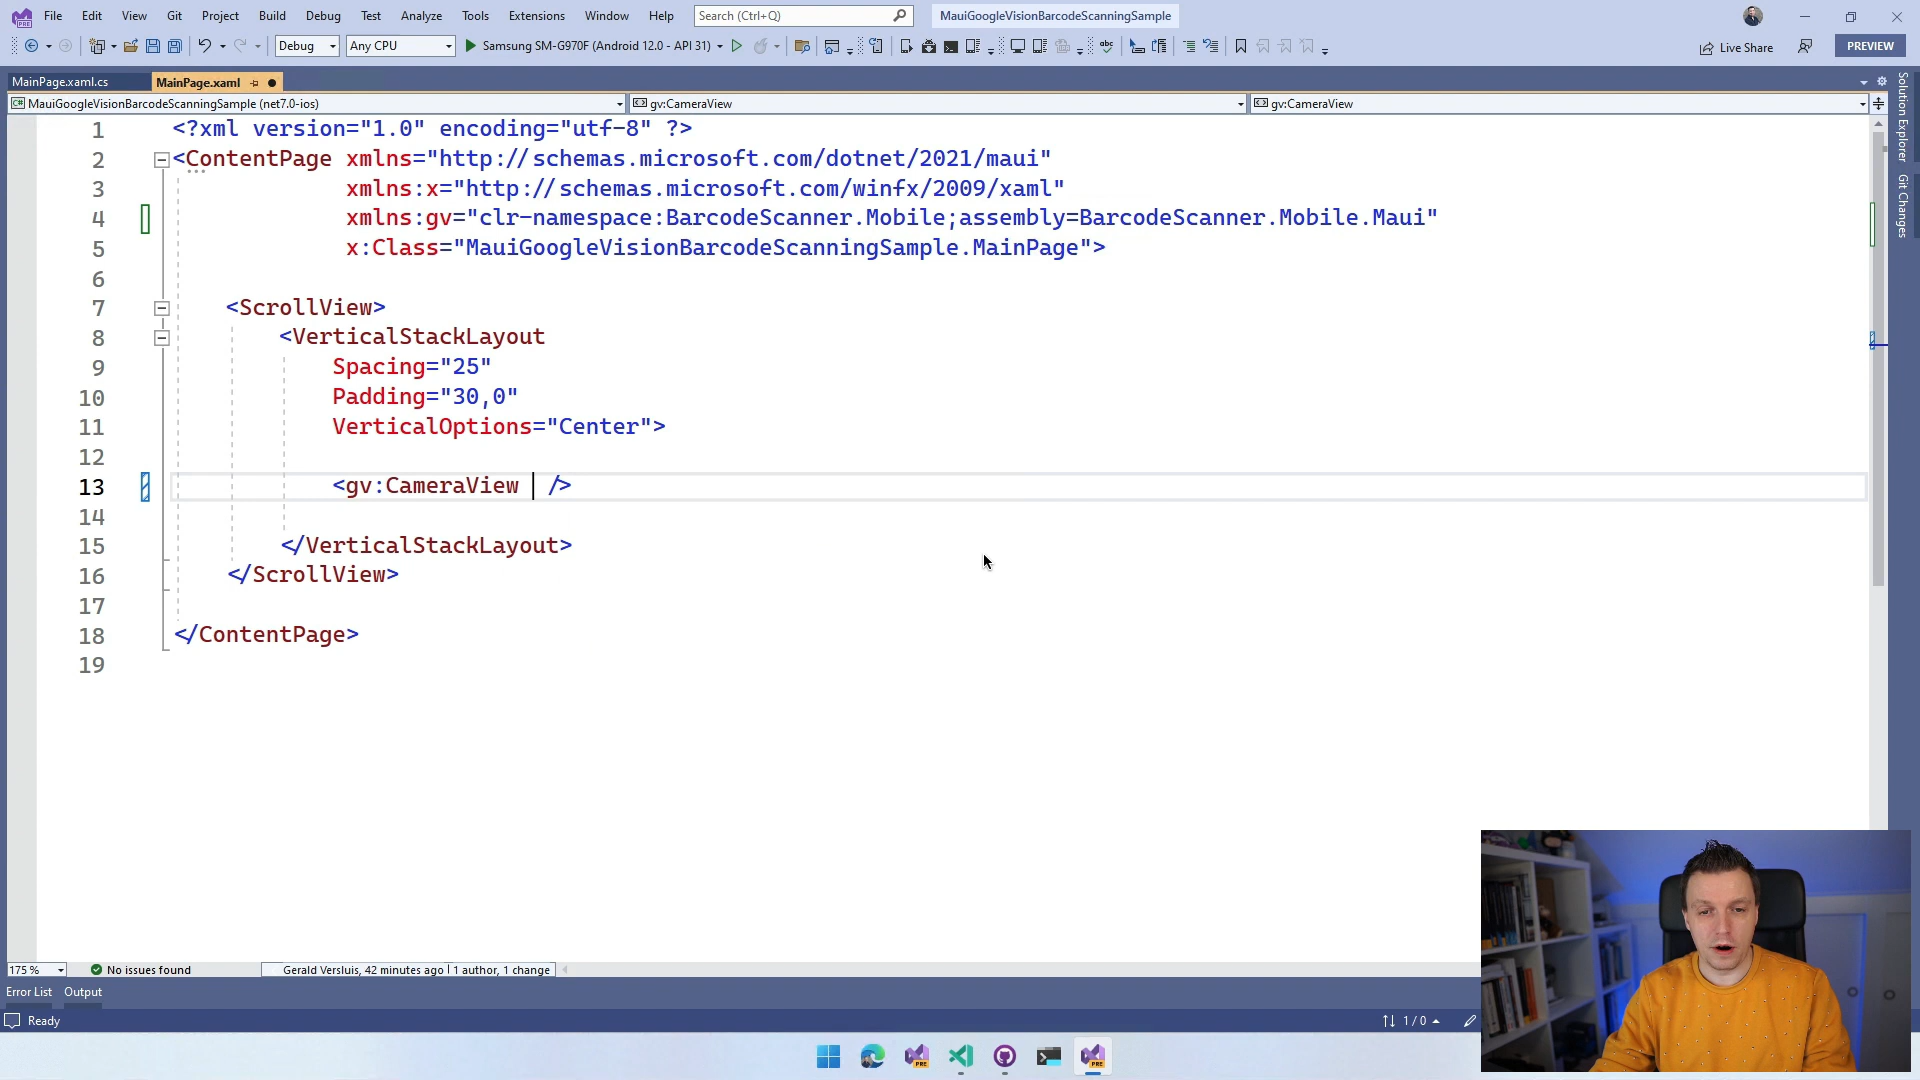 File Edit View Git Project Build Debug Test Analyze Tools Extensions Window Help Search (Ctrl+Q) MauiGoogleVisionBarcodeScanningSample
Debug Any CPU Samsung SM-G970F (Android 12.0 - API 31) Live Share PREVIEW
MainPage.xaml.cs MainPage.xaml
MauiGoogleVisionBarcodeScanningSample (net7.0-ios) gv:CameraView gv:CameraView
Solution Explorer
Git Changes
1 <?xml version="1.0" encoding="utf-8" ?>
2 <ContentPage xmlns="http://schemas.microsoft.com/dotnet/2021/maui"
3 xmlns:x="http://schemas.microsoft.com/winfx/2009/xaml"
4 xmlns:gv="clr-namespace:BarcodeScanner.Mobile;assembly=BarcodeScanner.Mobile.Maui"
5 x:Class="MauiGoogleVisionBarcodeScanningSample.MainPage">
6
7 <ScrollView>
8 <VerticalStackLayout
9 Spacing="25"
10 Padding="30,0"
11 VerticalOptions="Center">
12
13 <gv:CameraView />
14
15 </VerticalStackLayout>
16 </ScrollView>
17
18 </ContentPage>
19
175 % No issues found Gerald Versluis, 42 minutes ago | 1 author, 1 change
Error List Output
Ready 1 / 0